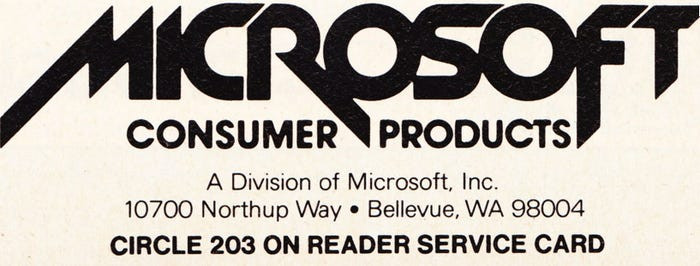 MICROSOFT
CONSUMER PRODUCTS
A Division of Microsoft, Inc.
10700 Northup Way • Bellevue, WA 98004
CIRCLE 203 ON READER SERVICE CARD